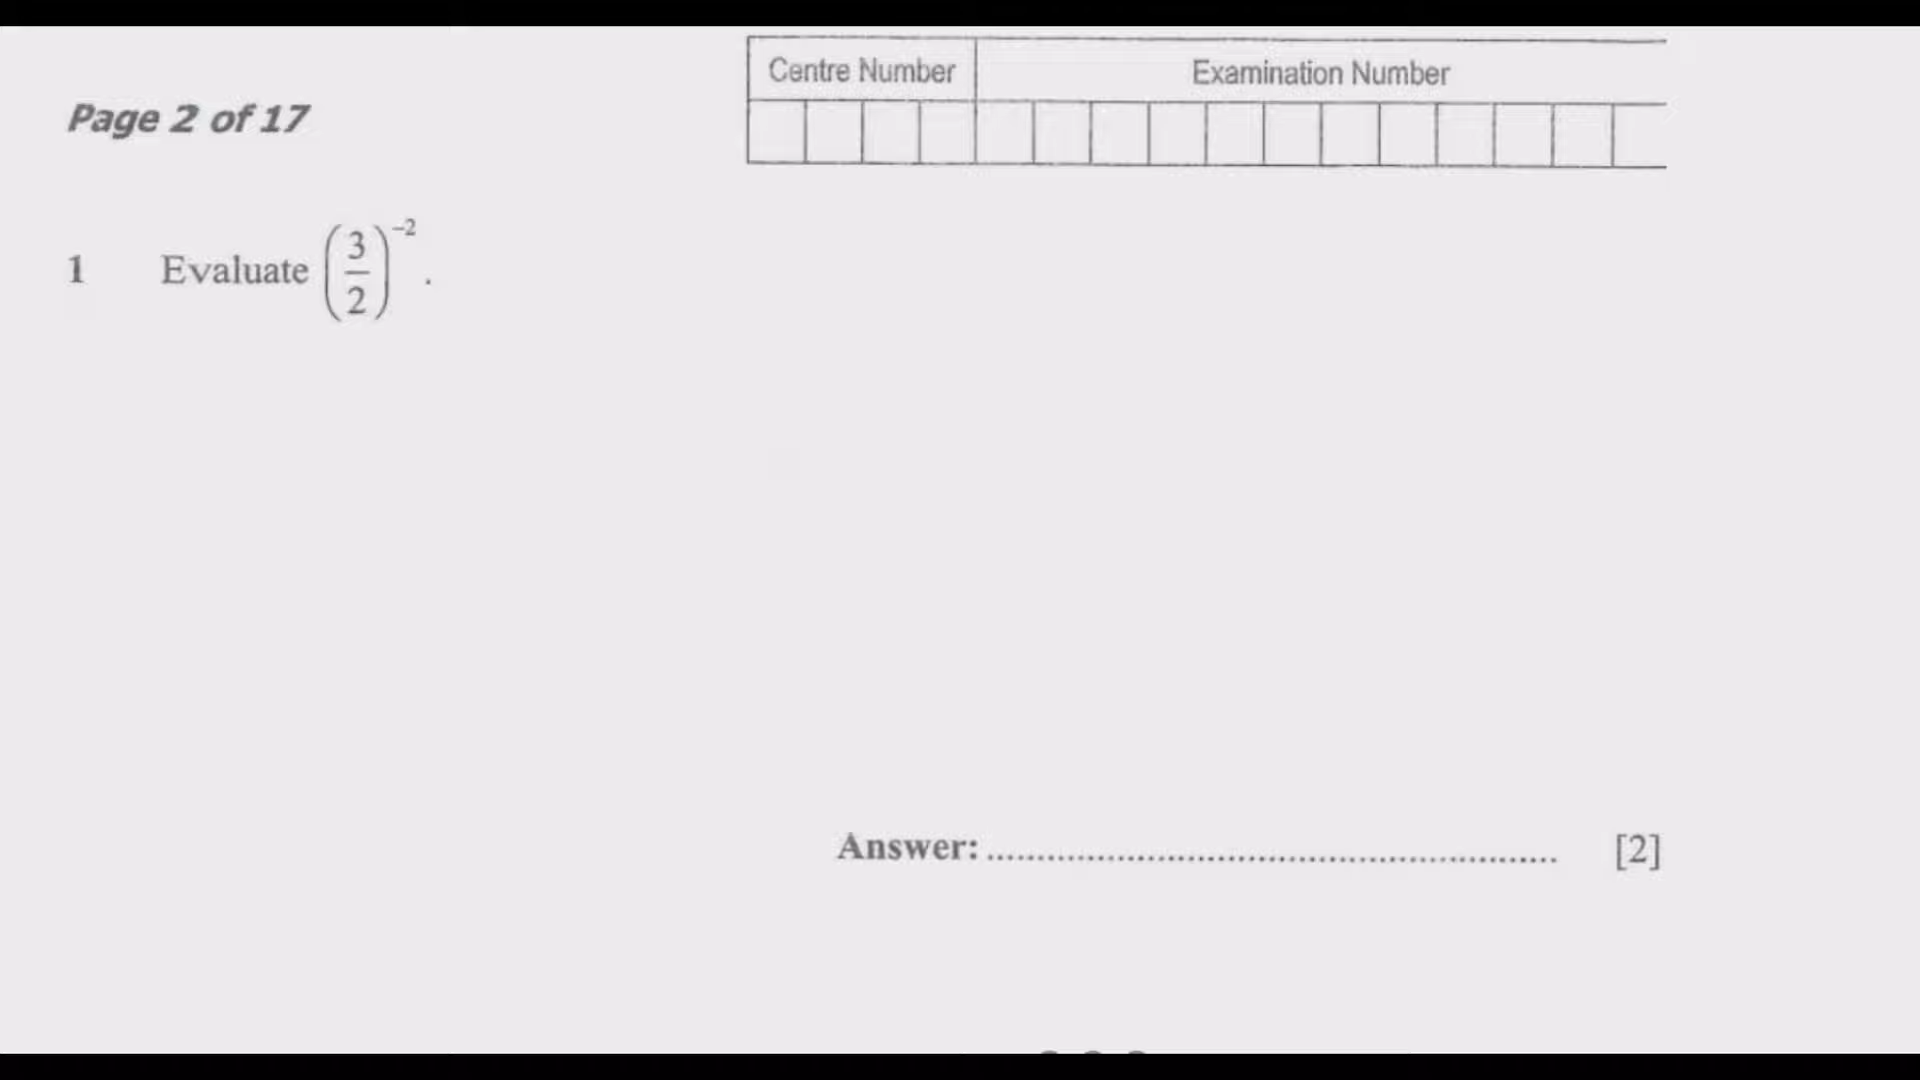 Centre Number Examination Number
Page 2 of 17
1 Evaluate (3/2)^-2 .
Answer: ........................................................... [2]